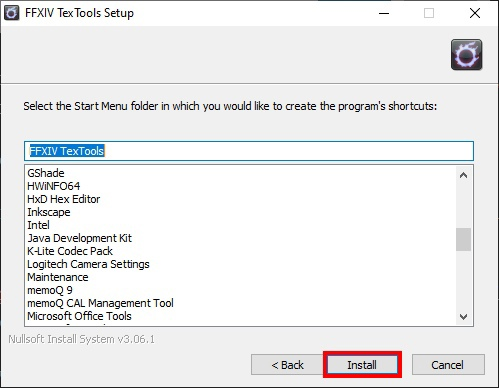 FFXIV TexTools Setup
Select the Start Menu folder in which you would like to create the program's shortcuts:
FFXIV TexTools
GShade
HWiNFO64
HxD Hex Editor
Inkscape
Intel
Java Development Kit
K-Lite Codec Pack
Logitech Camera Settings
Maintenance
memoQ 9
memoQ CAL Management Tool
Microsoft Office Tools
Nullsoft Install System v3.06.1
< Back Install Cancel